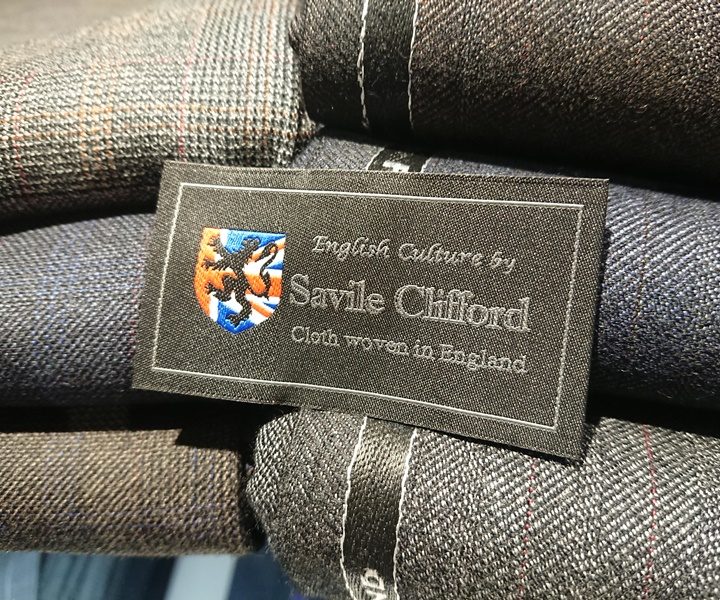 English Culture by
Savile Clifford
Cloth woven in England